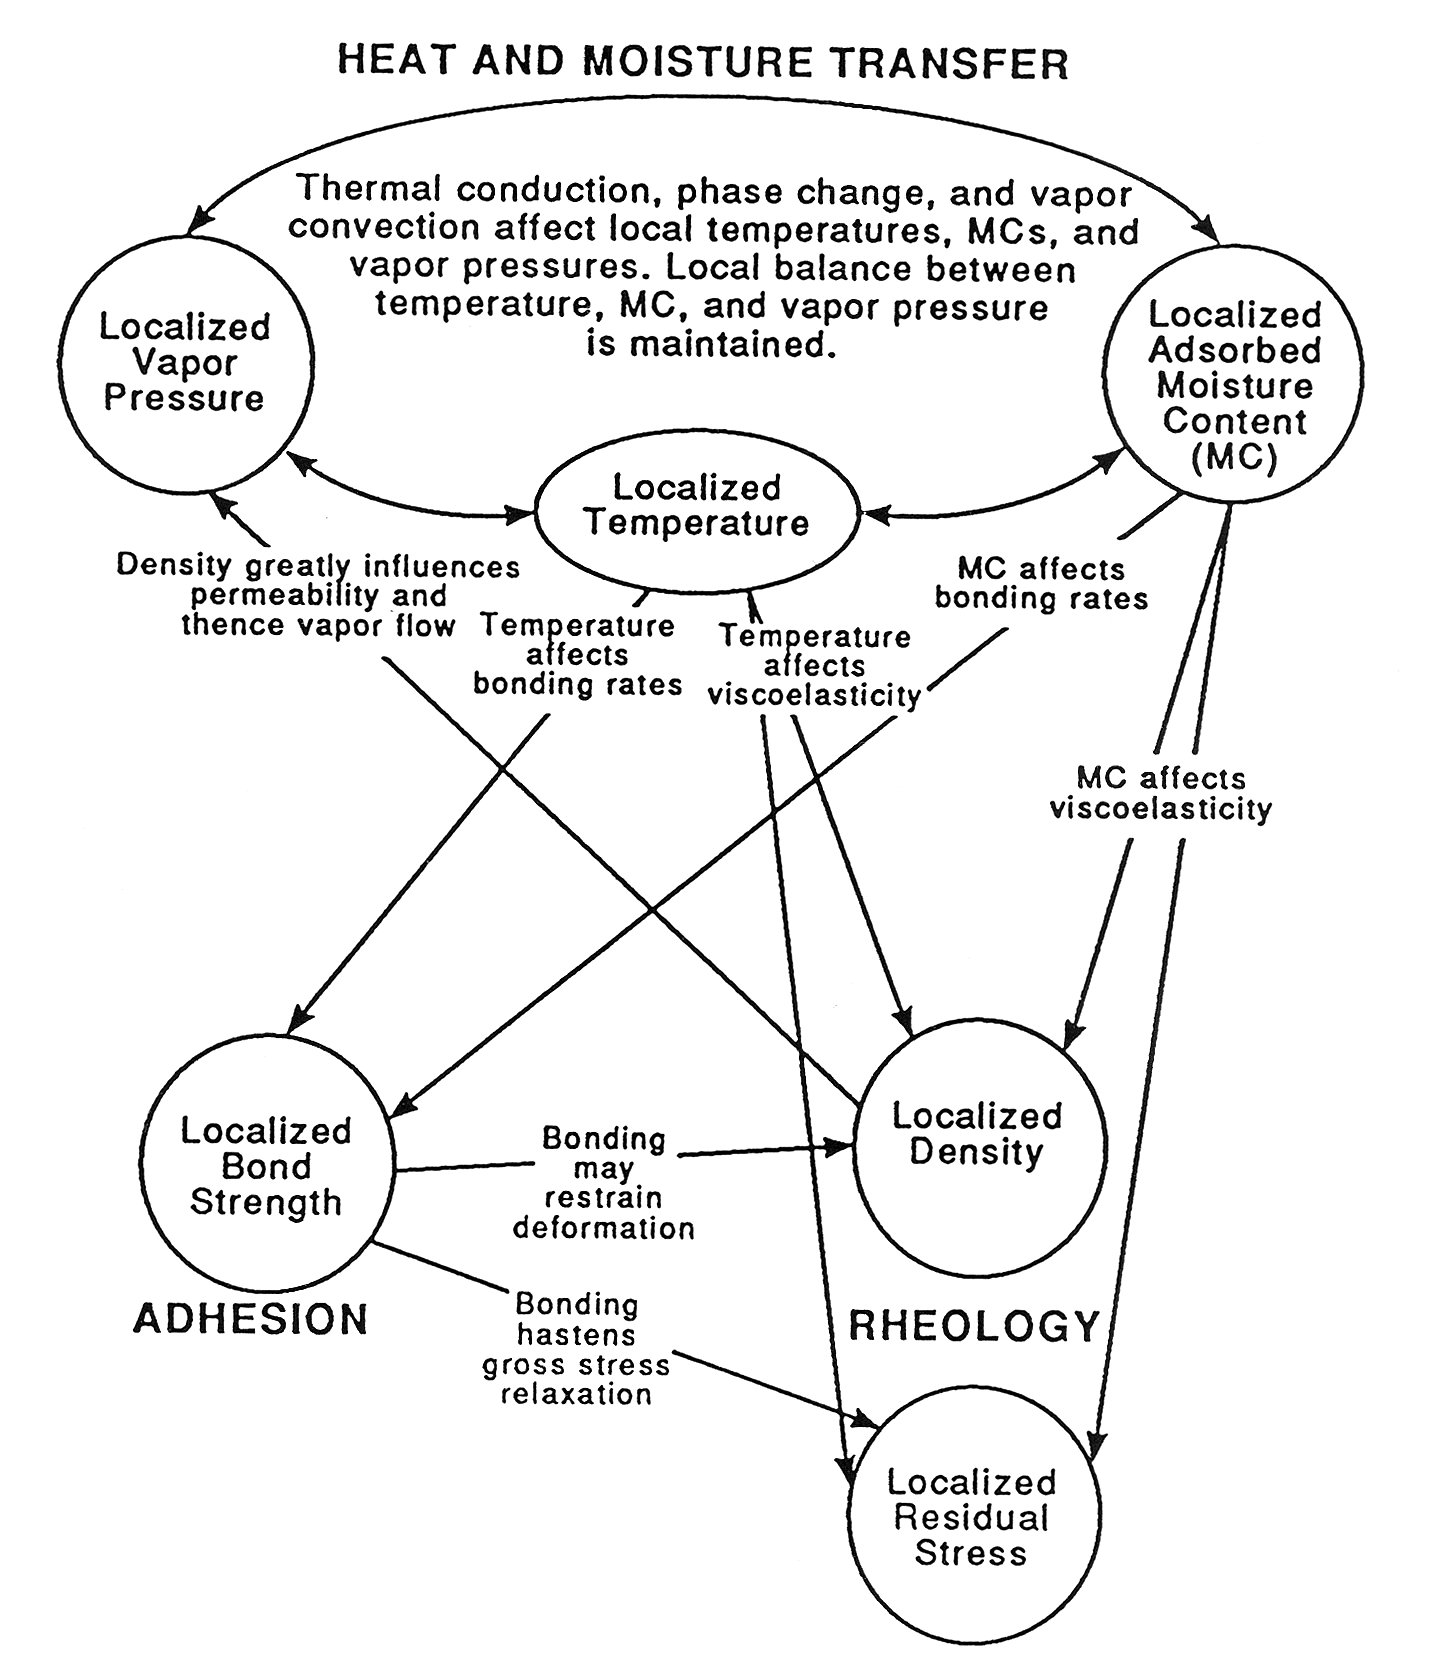 HEAT AND MOISTURE TRANSFER
Thermal conduction, phase change, and vapor
convection affect local temperatures, MCs, and
vapor pressures. Local balance between
temperature, MC, and vapor pressure
is maintained.
Localized
Vapor
Pressure
Localized
Adsorbed
Moisture
Content
(MC)
Localized
Temperature
Density greatly influences
permeability and
thence vapor flow
Temperature
affects
bonding rates
Temperature
affects
viscoelasticity
MC affects
bonding rates
MC affects
viscoelasticity
Localized
Bond
Strength
ADHESION
Bonding
may
restrain
deformation
Localized
Density
RHEOLOGY
Bonding
hastens
gross stress
relaxation
Localized
Residual
Stress